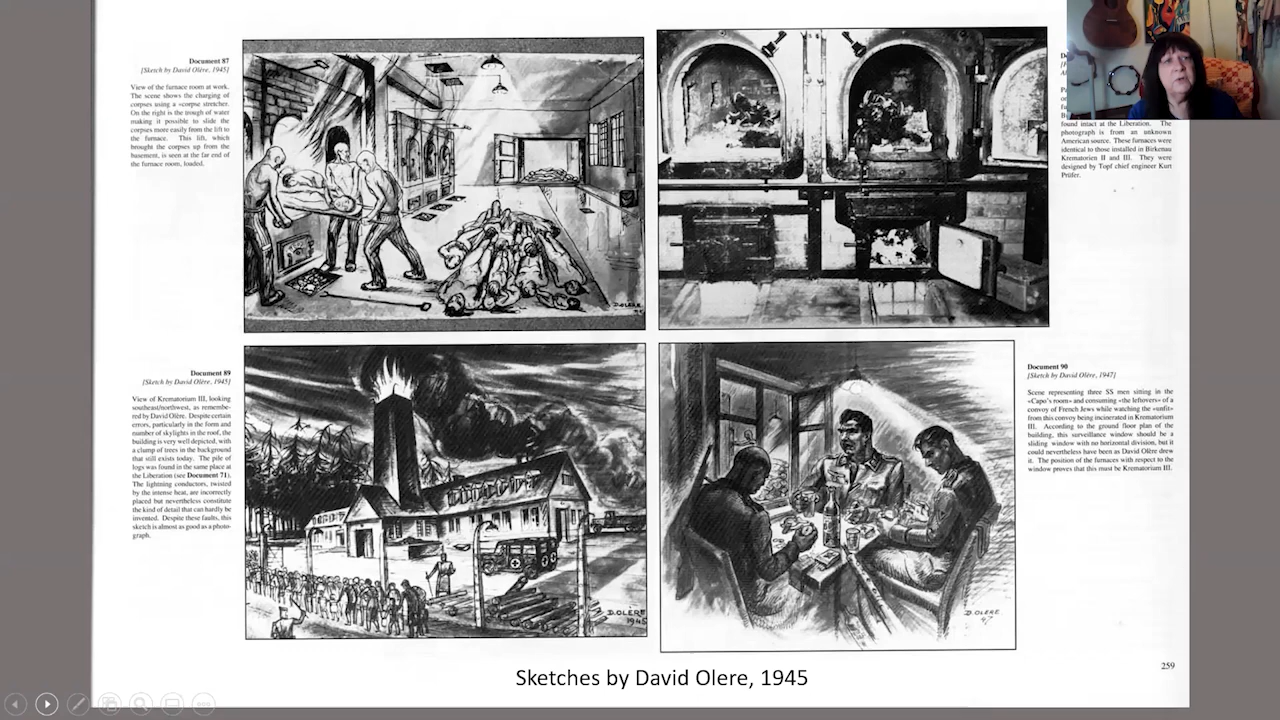 Document 87
[Sketch by David Olère, 1945]
View of the furnace room at work.
The scene shows the charging of
corpses using a «corpse stretcher.
On the right is the trough of water
making it possible to slide the
corpses more easily from the lift to
the furnace. This lift, which
brought the corpses up from the
basement, is seen at the far end of
the furnace room, loaded.
D. OLÈRE
found intact at the Liberation. The
photograph is from an unknown
American source. These furnaces were
identical to those installed in Birkenau
Krematorien II and III. They were
designed by Topf chief engineer Kurt
Prüfer.
Document 89
[Sketch by David Olère, 1945]
View of Krematorium III, looking
southeast/northwest, as remembe-
red by David Olère. Despite certain
errors, particularly in the form and
number of skylights in the roof, the
building is very well depicted, with
a clump of trees in the background
that still exists today. The pile of
logs was found in the same place at
the Liberation (see Document 71).
The lightning conductors, twisted
by the intense heat, are incorrectly
placed but nevertheless constitute
the kind of detail that can hardly be
invented. Despite these faults, this
sketch is almost as good as a photo-
graph.
D. OLÈRE
1945
Document 90
[Sketch by David Olère, 1947]
Scene representing three SS men sitting in the
«Capo's room» and consuming «the leftovers» of a
convoy of French Jews while watching the «unfit»
from this convoy being incinerated in Krematorium
III. According to the ground floor plan of the
building, this surveillance window should be a
sliding window with no horizontal division, but it
could nevertheless have been as David Olère drew
it. The position of the furnaces with respect to the
window proves that this must be Krematorium III.
D. OLERE
47
259
Sketches by David Olere, 1945